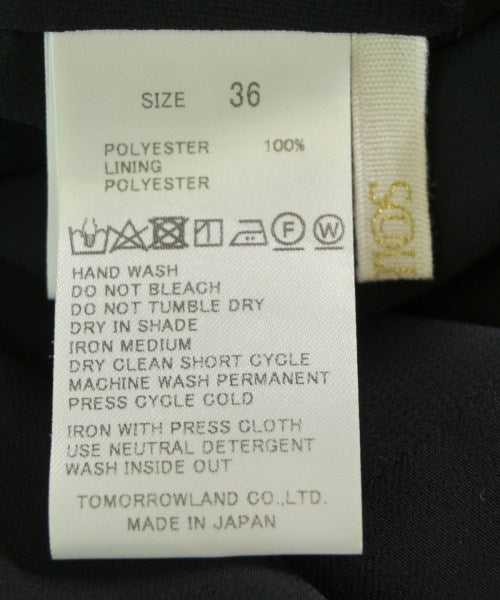 SIZE 36
POLYESTER 100%
LINING
POLYESTER
F W
HAND WASH
DO NOT BLEACH
DO NOT TUMBLE DRY
DRY IN SHADE
IRON MEDIUM
DRY CLEAN SHORT CYCLE
MACHINE WASH PERMANENT
PRESS CYCLE COLD
IRON WITH PRESS CLOTH
USE NEUTRAL DETERGENT
WASH INSIDE OUT
TOMORROWLAND CO.,LTD.
MADE IN JAPAN